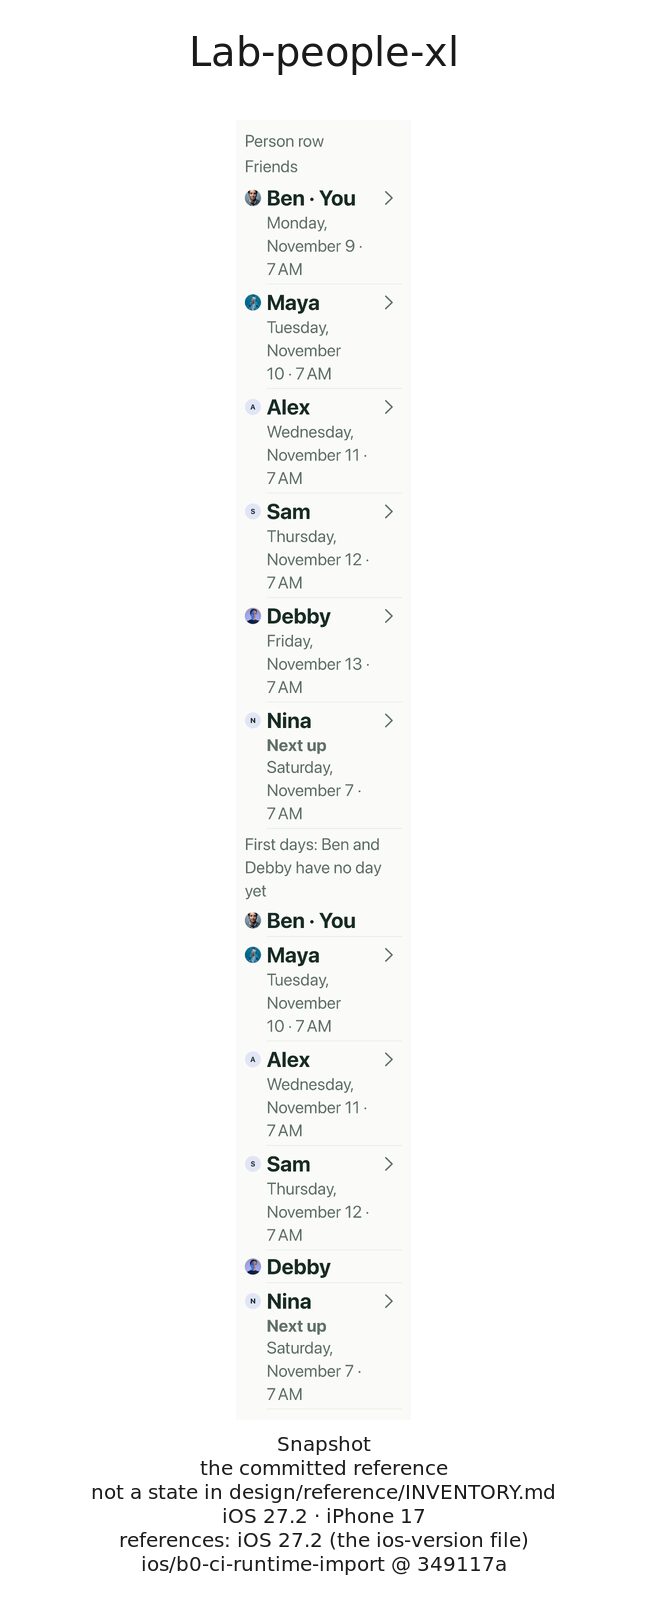 Lab-people-xl
Person row
Friends
Ben · You
Monday,
November 9 ·
7 AM
Maya
Tuesday,
November
10 · 7 AM
A
Alex
Wednesday,
November 11 ·
7 AM
S
Sam
Thursday,
November 12 ·
7 AM
Debby
Friday,
November 13 ·
7 AM
N
Nina
Next up
Saturday,
November 7 ·
7 AM
First days: Ben and
Debby have no day
yet
Ben · You
Maya
Tuesday,
November
10 · 7 AM
A
Alex
Wednesday,
November 11 ·
7 AM
S
Sam
Thursday,
November 12 ·
7 AM
Debby
N
Nina
Next up
Saturday,
November 7 ·
7 AM
Snapshot
the committed reference
not a state in design/reference/INVENTORY.md
iOS 27.2 · iPhone 17
references: iOS 27.2 (the ios-version file)
ios/b0-ci-runtime-import @ 349117a